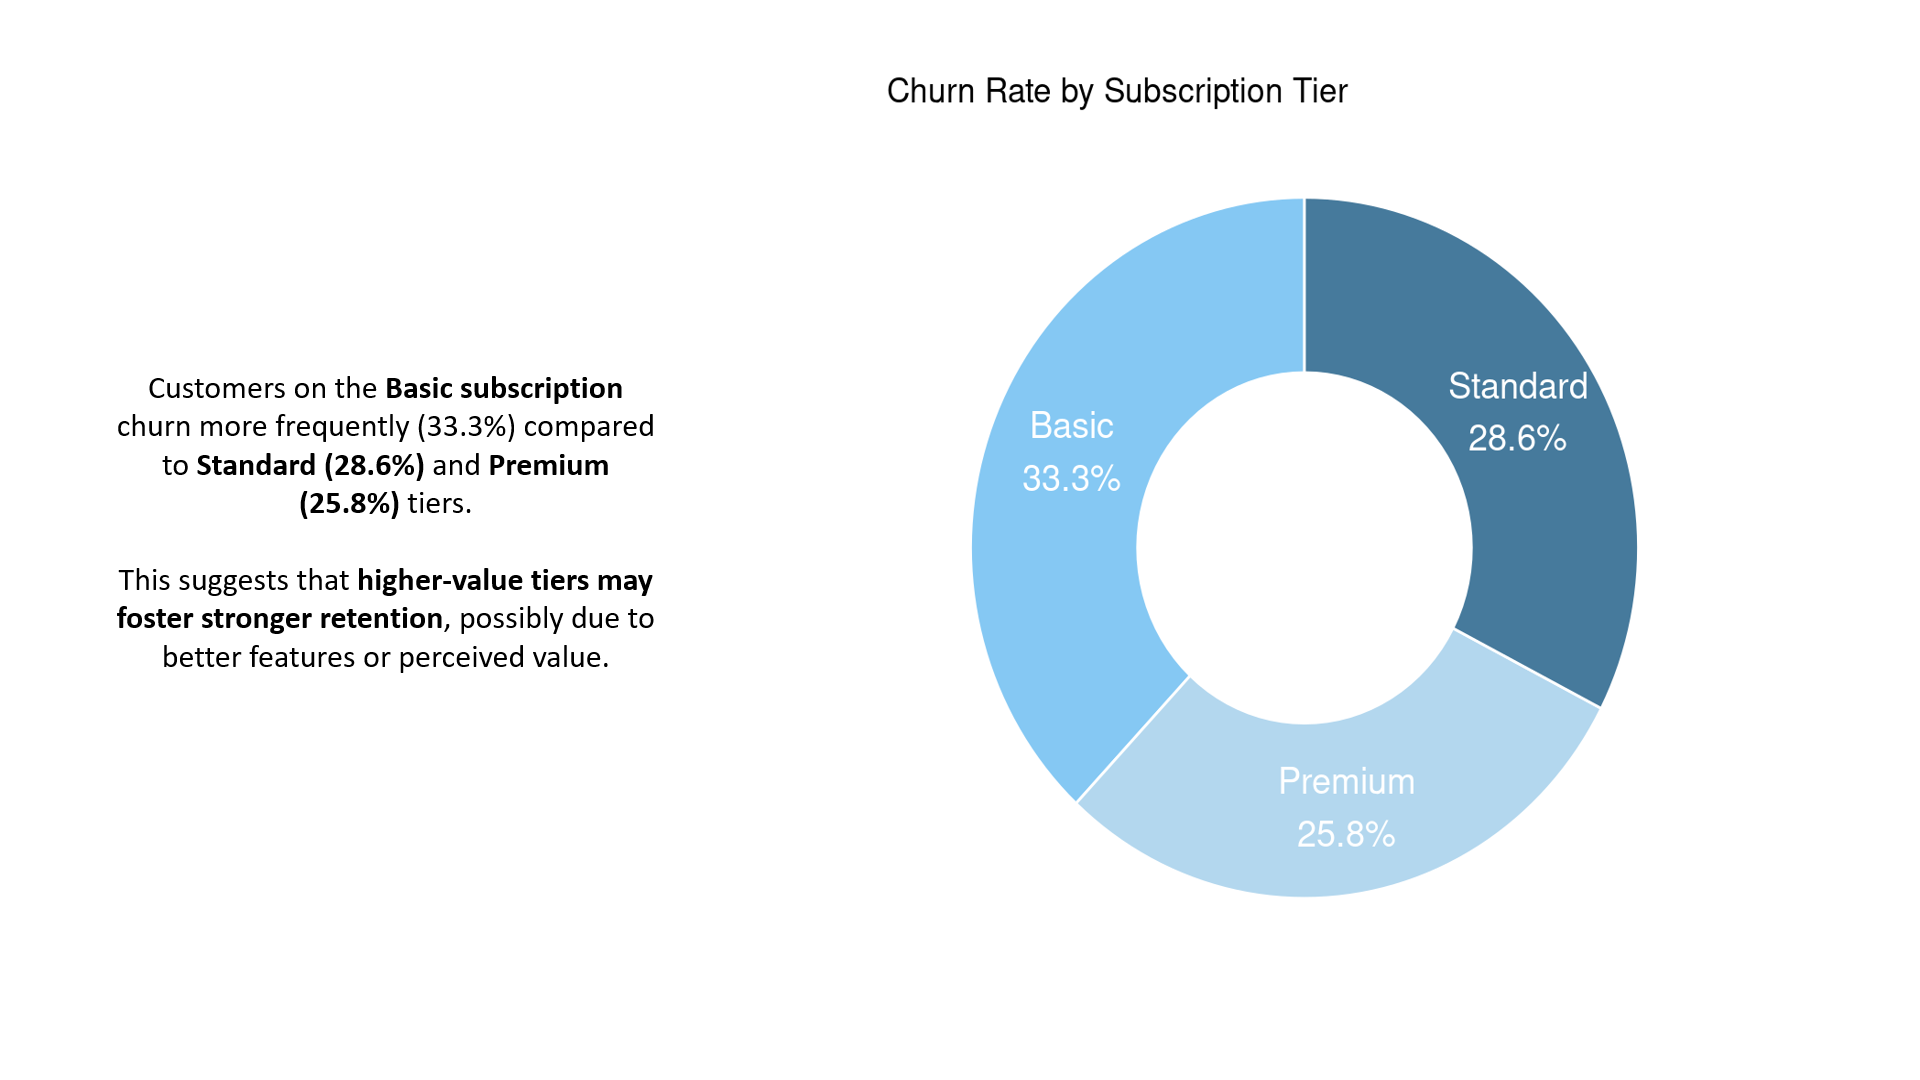 Churn Rate by Subscription Tier
Customers on the Basic subscription
churn more frequently (33.3%) compared
to Standard (28.6%) and Premium
(25.8%) tiers.
This suggests that higher-value tiers may
foster stronger retention, possibly due to
better features or perceived value.
Standard
28.6%
Basic
33.3%
Premium
25.8%